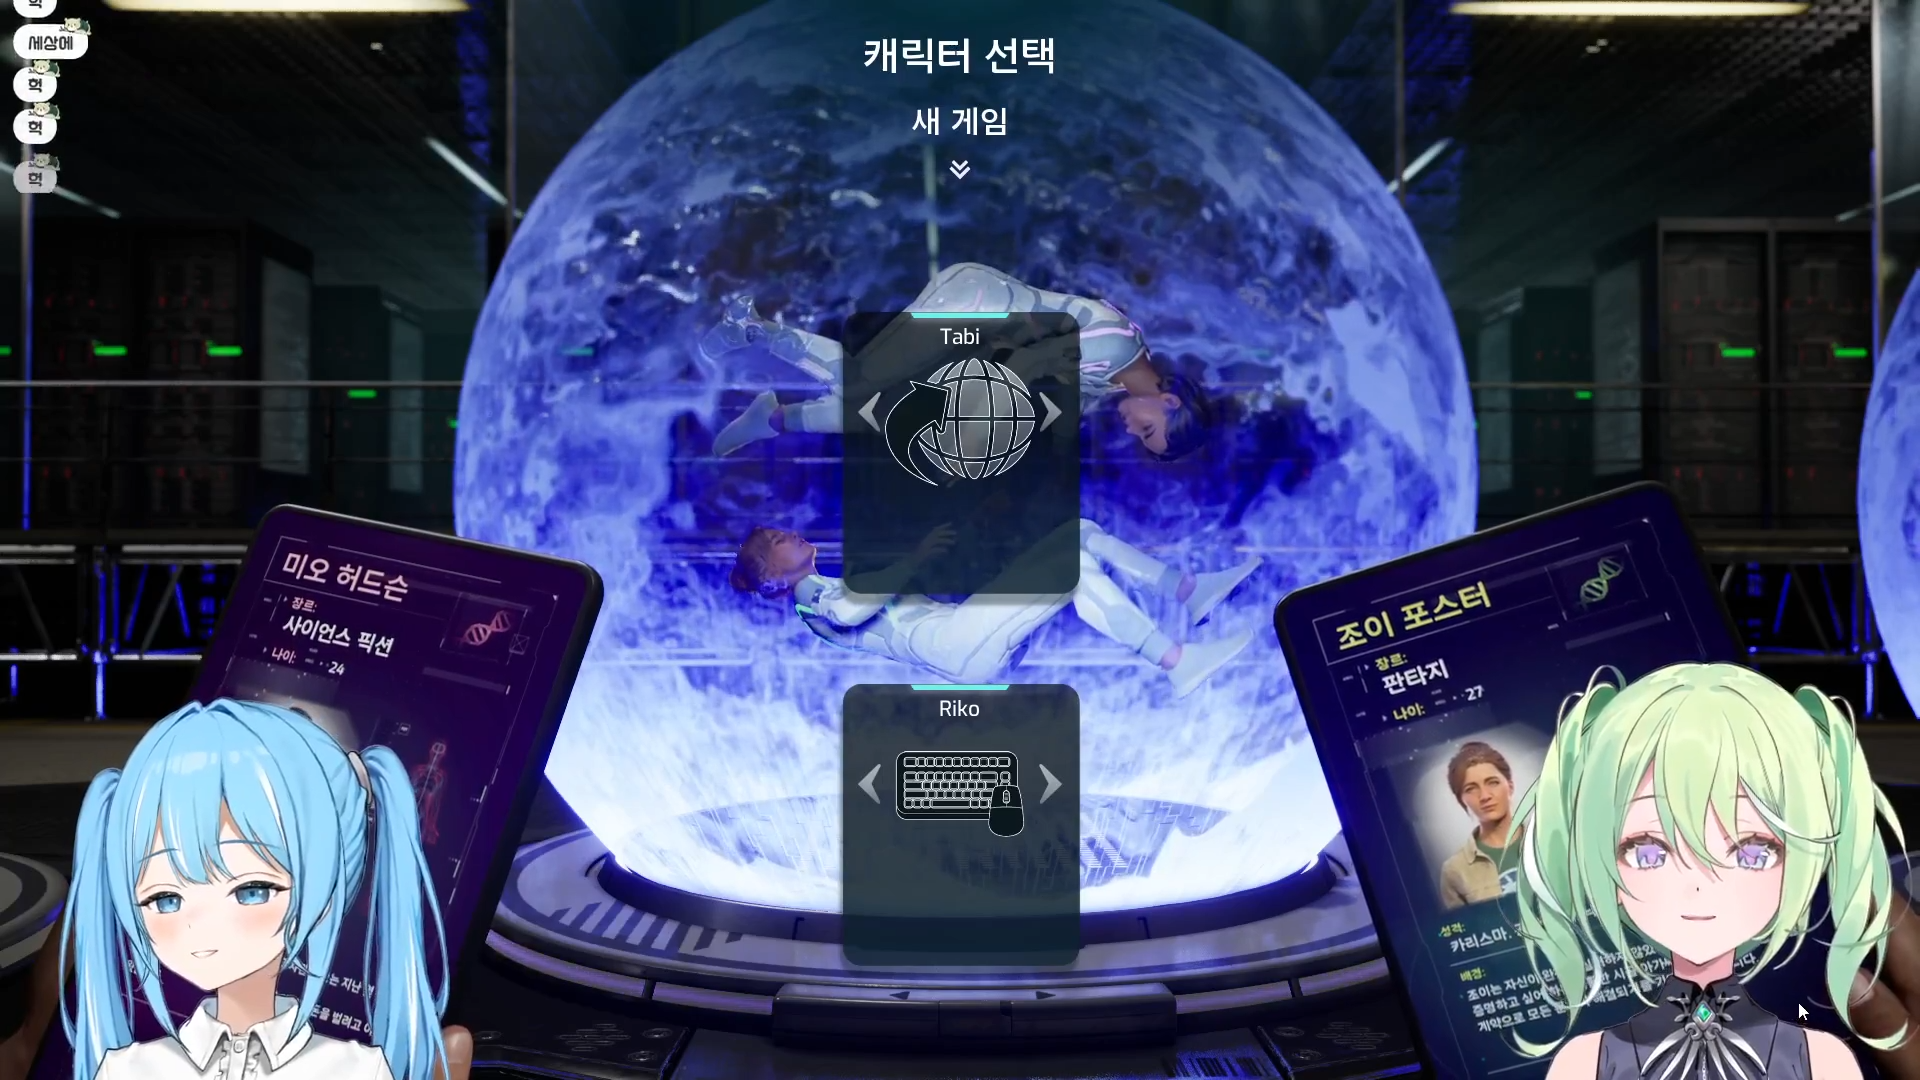 헉
세상에
헉
헉
헉
캐릭터 선택
새 게임
Tabi
Riko
미오 허드슨
장르:
사이언스 픽션
나이: 24
조이 포스터
장르:
판타지
나이: 27
성격:
카리스마,
배경:
조이는 자신이
증명하고 싶어
계약으로 모든